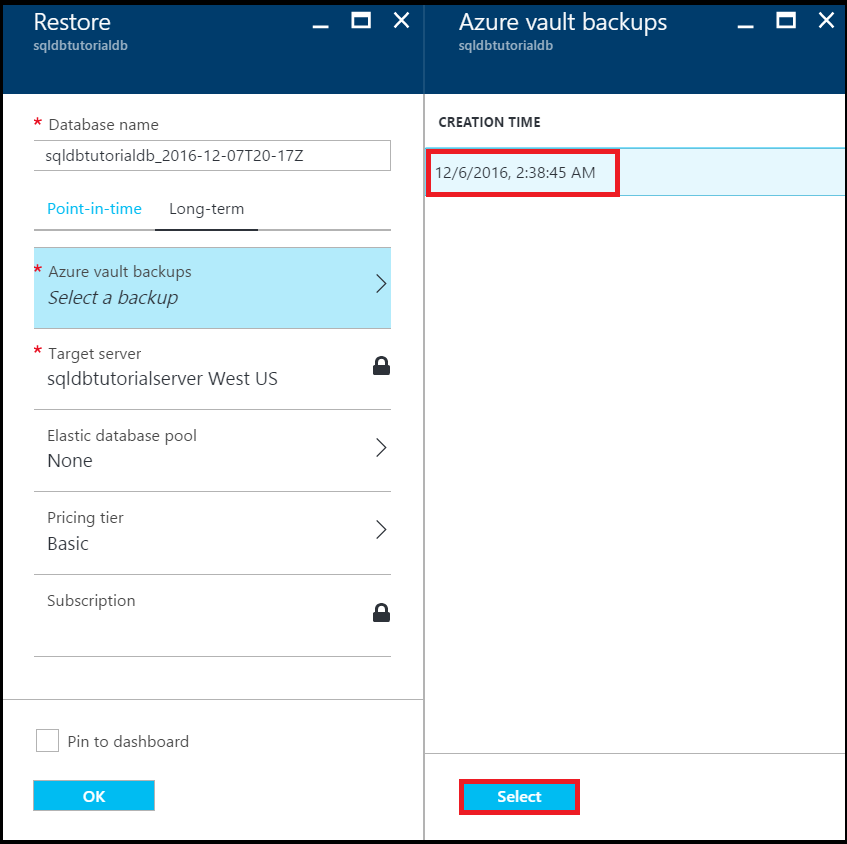 Restore
sqldbtutorialdb
* Database name
sqldbtutorialdb_2016-12-07T20-17Z
Point-in-time Long-term
* Azure vault backups
Select a backup
* Target server
sqldbtutorialserver West US
Elastic database pool
None
Pricing tier
Basic
Subscription
Pin to dashboard
OK
Azure vault backups
sqldbtutorialdb
CREATION TIME
12/6/2016, 2:38:45 AM
Select